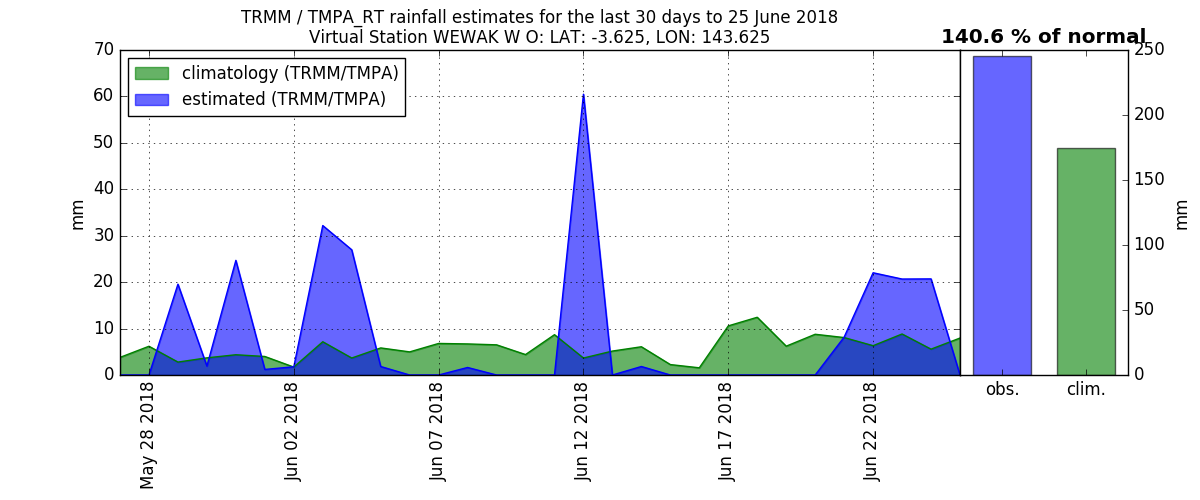 TRMM / TMPA_RT rainfall estimates for the last 30 days to 25 June 2018
Virtual Station WEWAK W O: LAT: -3.625, LON: 143.625
140.6 % of normal
climatology (TRMM/TMPA)
estimated (TRMM/TMPA)
70
60
50
40
30
20
10
0
mm
May 28 2018
Jun 02 2018
Jun 07 2018
Jun 12 2018
Jun 17 2018
Jun 22 2018
obs.
clim.
250
200
150
100
50
0
mm